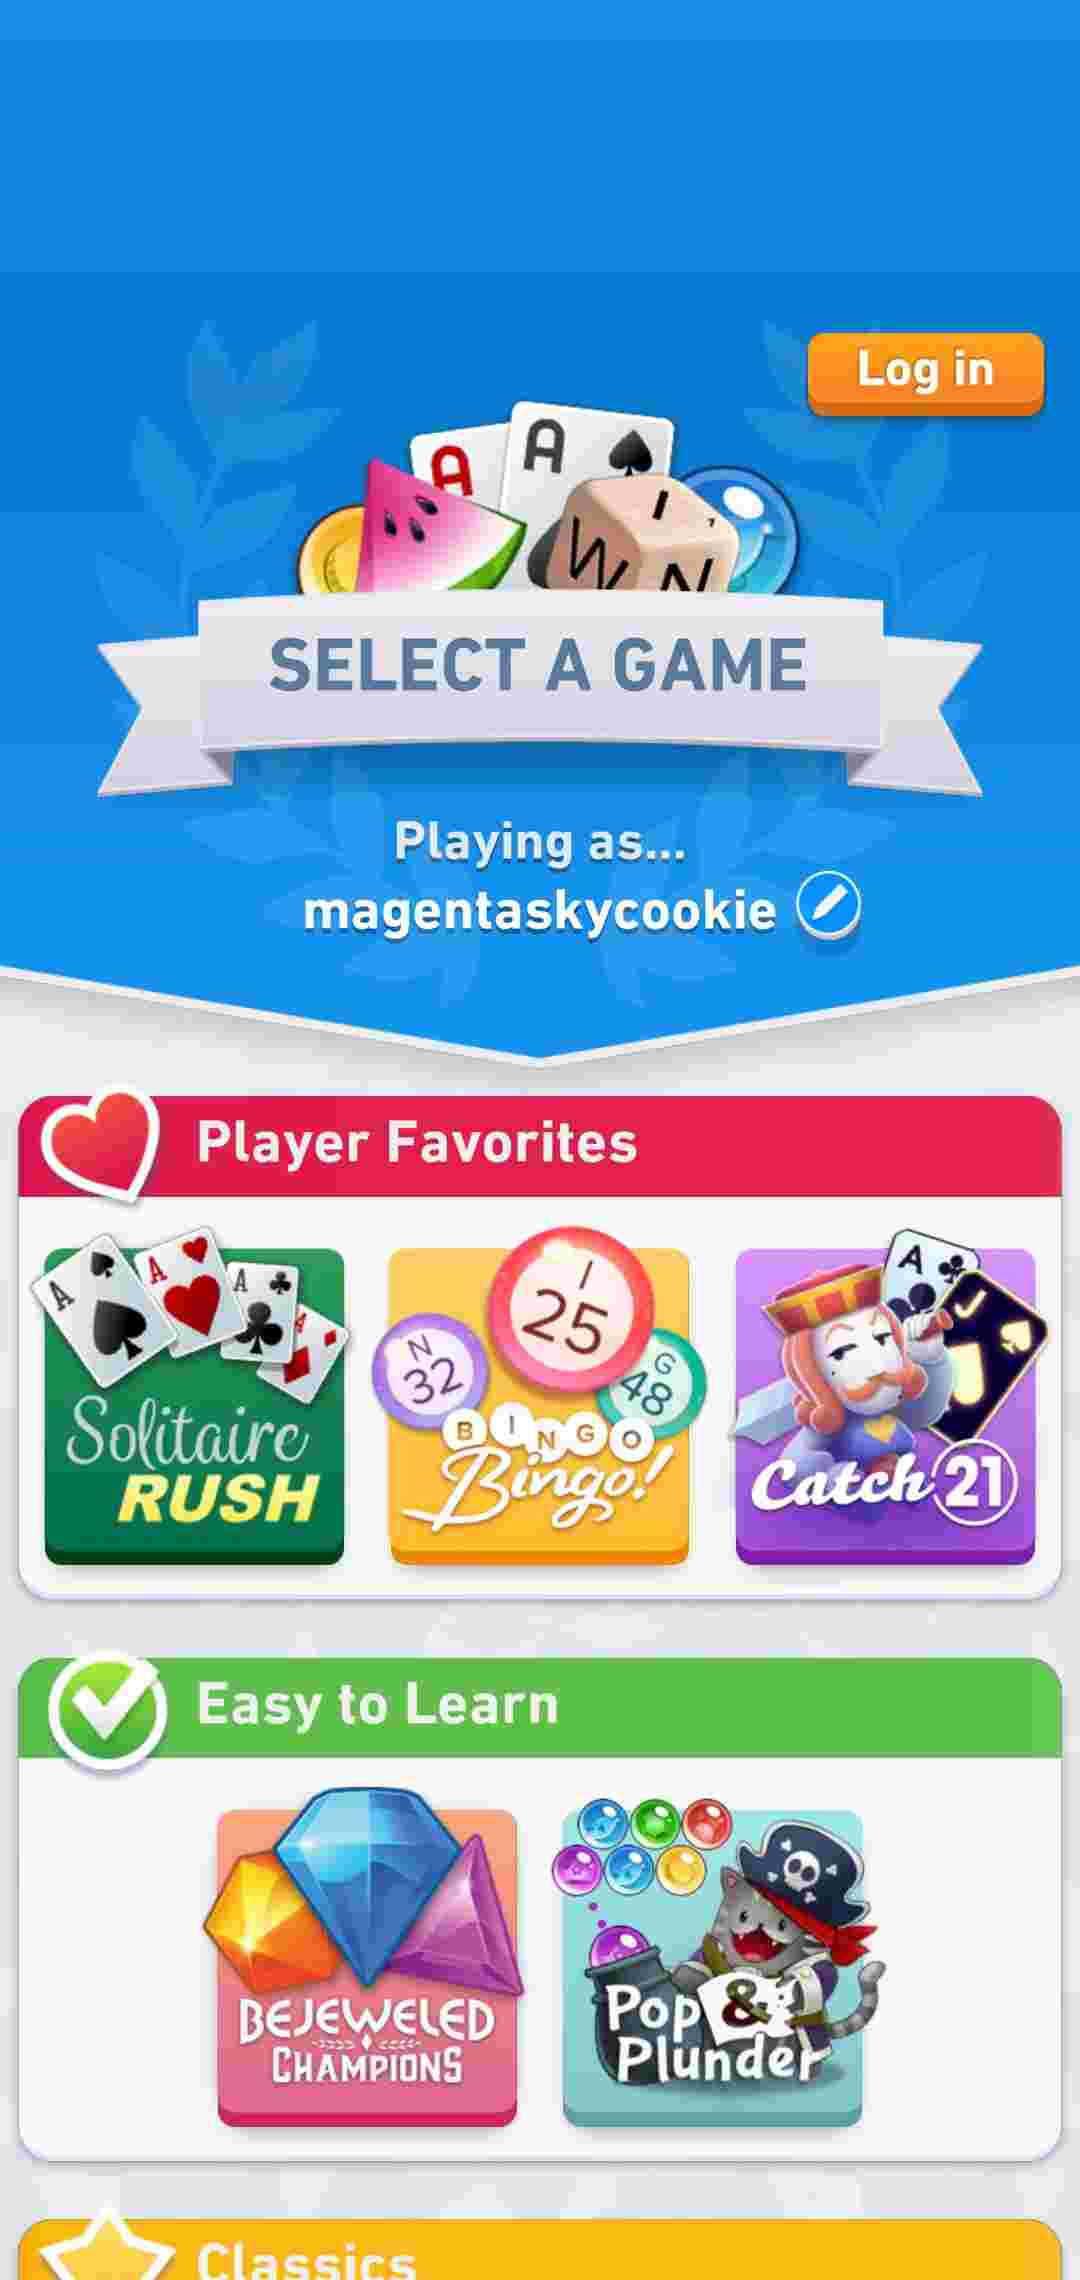 Log in
A
A
W I N
SELECT A GAME
Playing as...
magentaskycookie
Player Favorites
A
A
A
A
Solitaire
RUSH
I
25
N
32
G
48
BINGO
Bingo!
A
J
Catch 21
Easy to Learn
BEJEWELED
CHAMPIONS
Pop &
Plunder
Classics